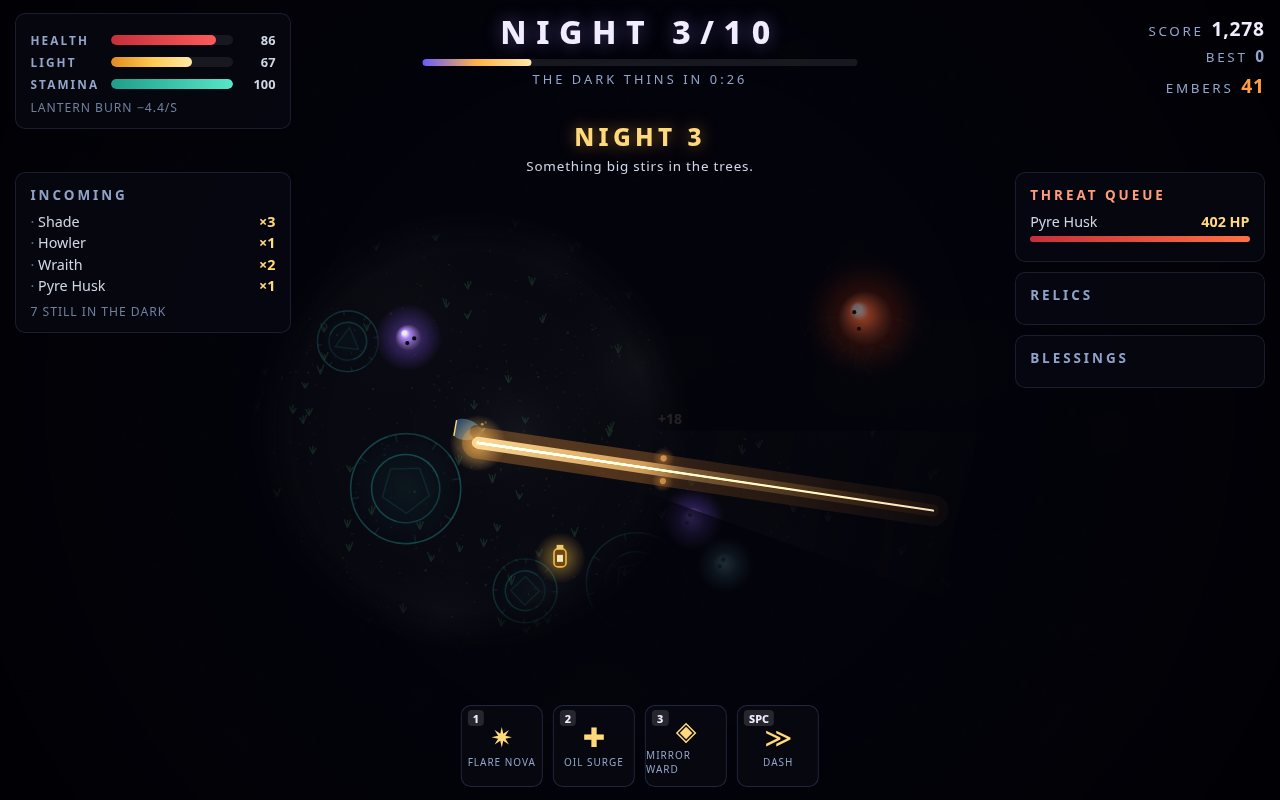 HEALTH 86
LIGHT 67
STAMINA 100
LANTERN BURN −4.4/S
NIGHT 3/10
THE DARK THINS IN 0:26
SCORE 1,278
BEST 0
EMBERS 41
NIGHT 3
Something big stirs in the trees.
INCOMING
· Shade ×3
· Howler ×1
· Wraith ×2
· Pyre Husk ×1
7 STILL IN THE DARK
THREAT QUEUE
Pyre Husk 402 HP
RELICS
BLESSINGS
+18
1
FLARE NOVA
2
OIL SURGE
3
MIRROR
WARD
SPC
DASH